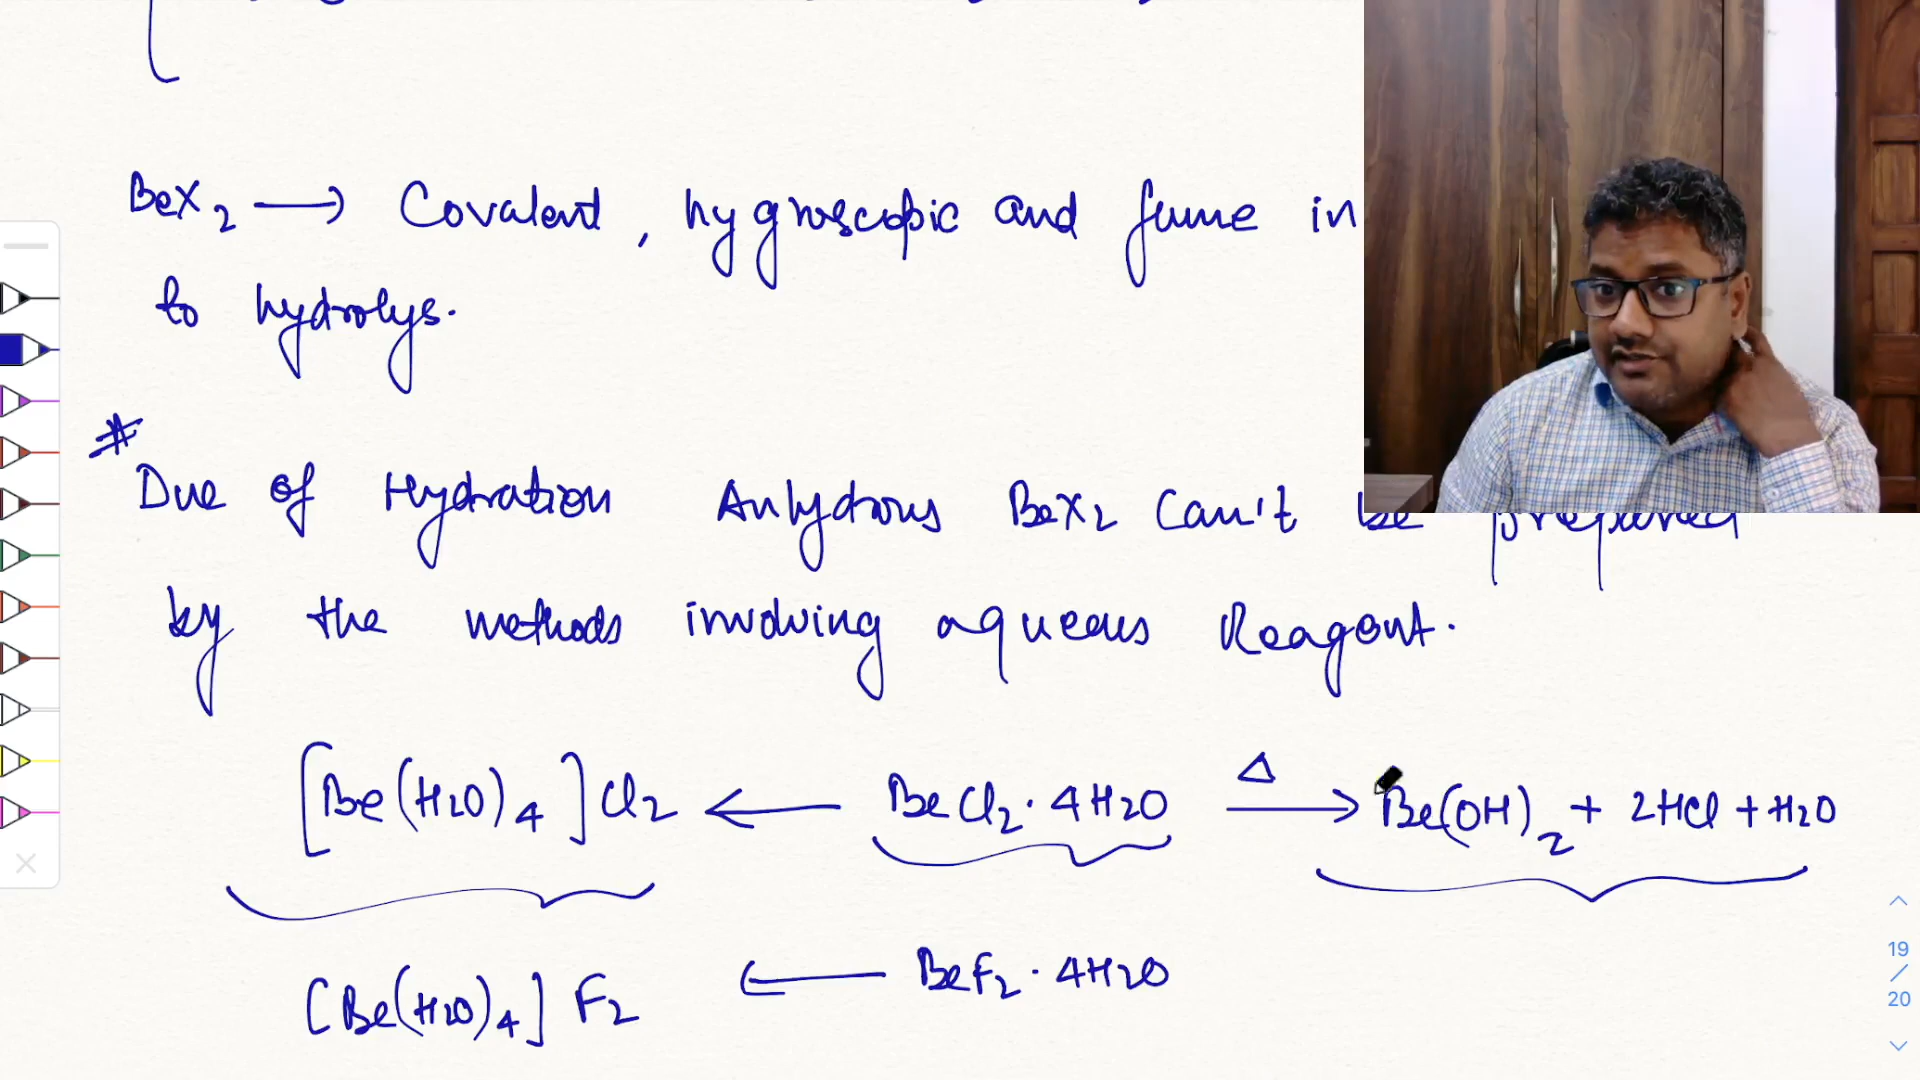 BeX2 → Covalent, hygroscopic and fume in
to hydrolys.
#
Due of Hydration Anhydrous BeX2 can't be prepared
by the methods involving aqueous Reagent.
Δ
[Be(H2O)4]Cl2 ← BeCl2·4H2O → Be(OH)2 + 2HCl + H2O
[Be(H2O)4] F2 ← BeF2·4H2O
19
/
20